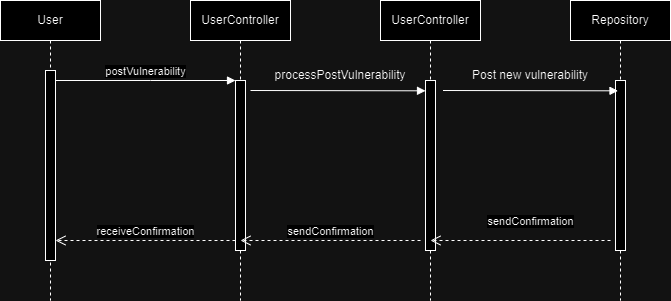 User
UserController
UserController
Repository
postVulnerability
processPostVulnerability
Post new vulnerability
receiveConfirmation
sendConfirmation
sendConfirmation